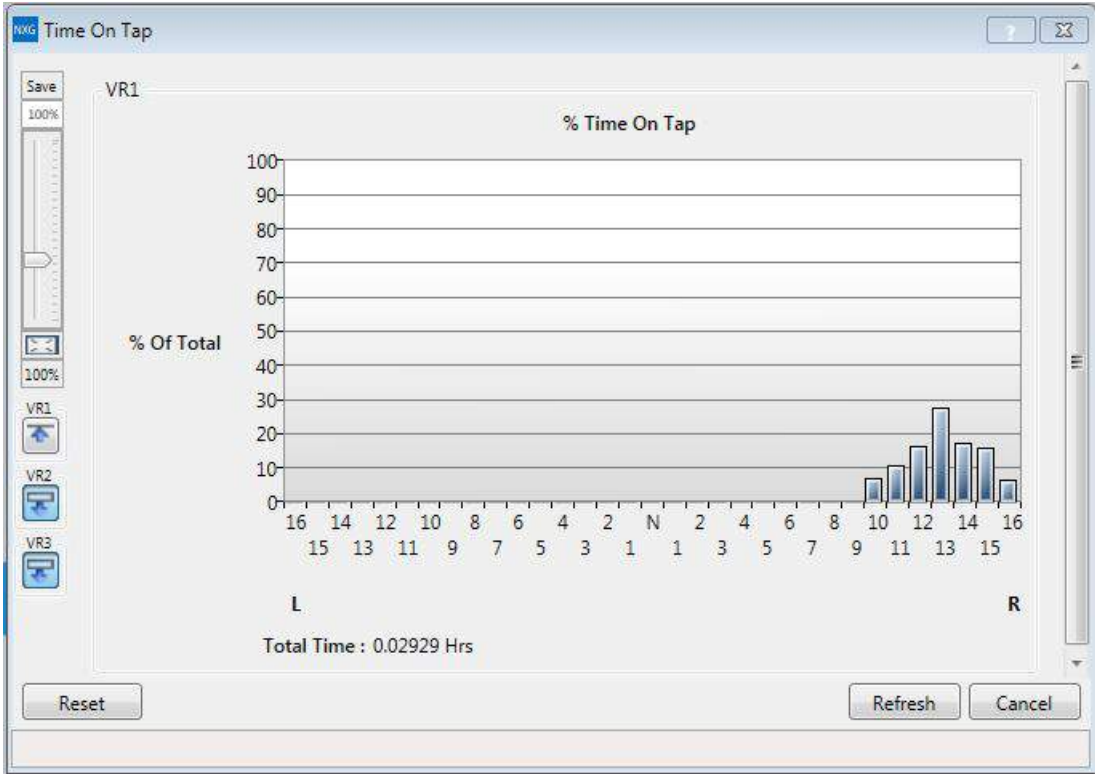 NXG Time On Tap
Save
100%
100%
VR1
VR2
VR3
VR1
% Time On Tap
% Of Total
100
90
80
70
60
50
40
30
20
10
0
16 14 12 10 8 6 4 2 N 2 4 6 8 10 12 14 16
15 13 11 9 7 5 3 1 1 3 5 7 9 11 13 15
L R
Total Time : 0.02929 Hrs
Reset Refresh Cancel